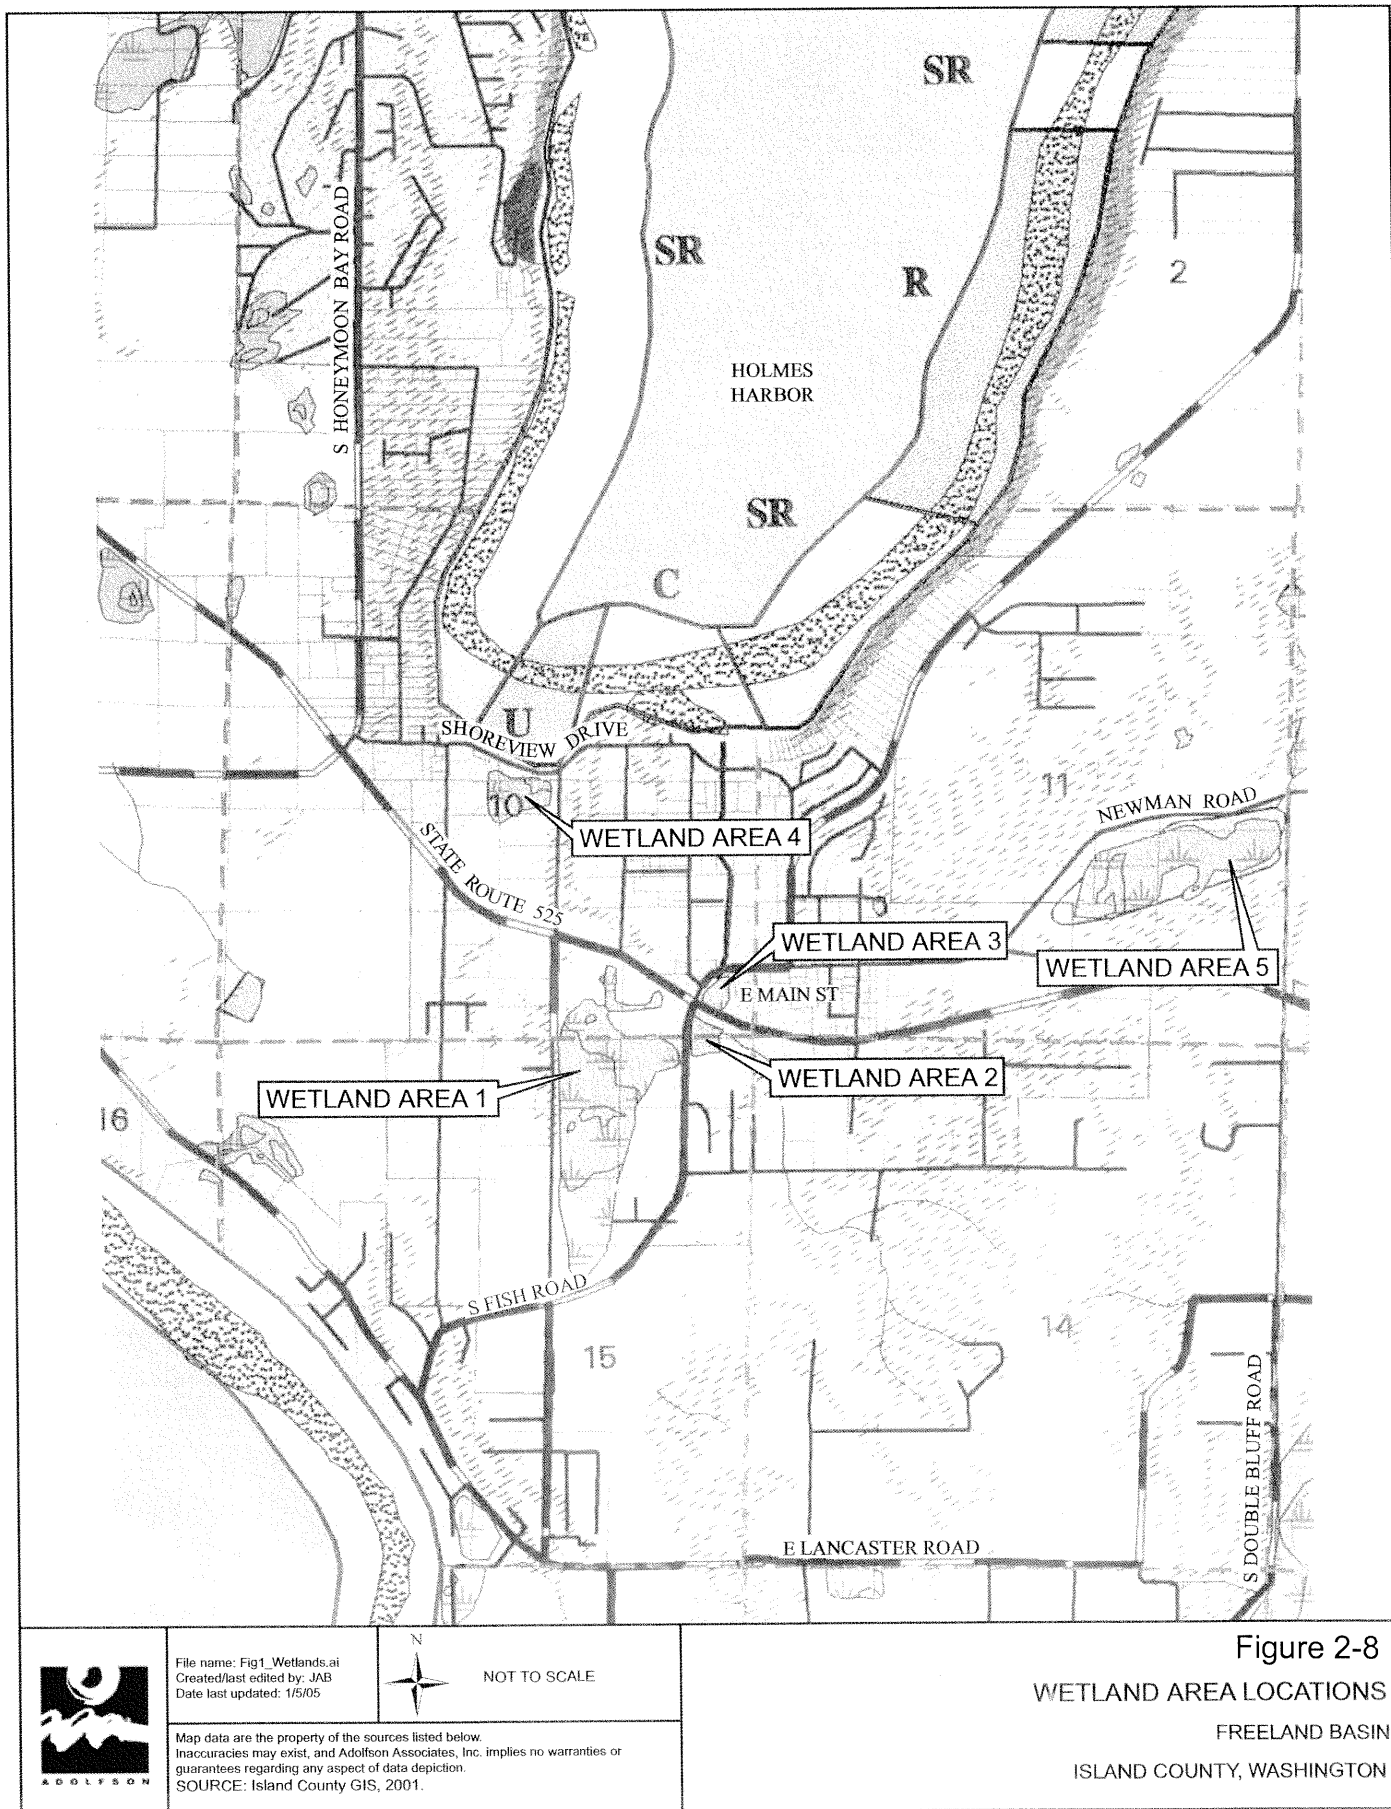 SR
S HONEYMOON BAY ROAD
SR
R
2
HOLMES
HARBOR
SR
C
U
SHOREVIEW DRIVE
10
11
NEWMAN ROAD
WETLAND AREA 4
STATE ROUTE 525
WETLAND AREA 3
WETLAND AREA 5
E MAIN ST
WETLAND AREA 2
WETLAND AREA 1
16
S FISH ROAD
14
15
S DOUBLE BLUFF ROAD
E LANCASTER ROAD
ADOLFSON
File name: Fig1_Wetlands.ai
Created/last edited by: JAB
Date last updated: 1/5/05
N
NOT TO SCALE
Map data are the property of the sources listed below.
Inaccuracies may exist, and Adolfson Associates, Inc. implies no warranties or
guarantees regarding any aspect of data depiction.
SOURCE: Island County GIS, 2001.
Figure 2-8
WETLAND AREA LOCATIONS
FREELAND BASIN
ISLAND COUNTY, WASHINGTON